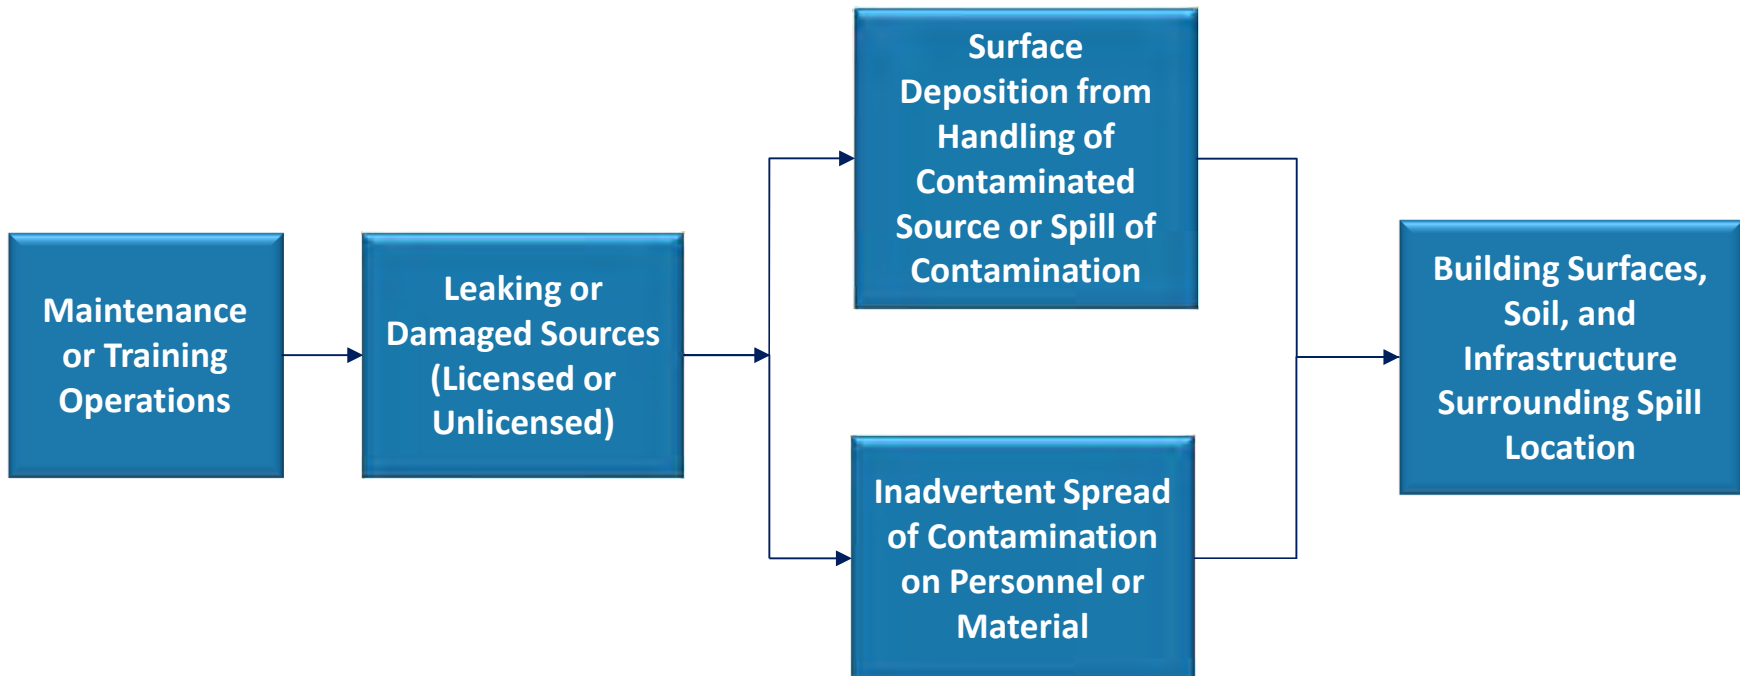 Maintenance
or Training
Operations
Leaking or
Damaged Sources
(Licensed or
Unlicensed)
Surface
Deposition from
Handling of
Contaminated
Source or Spill of
Contamination
Inadvertent Spread
of Contamination
on Personnel or
Material
Building Surfaces,
Soil, and
Infrastructure
Surrounding Spill
Location